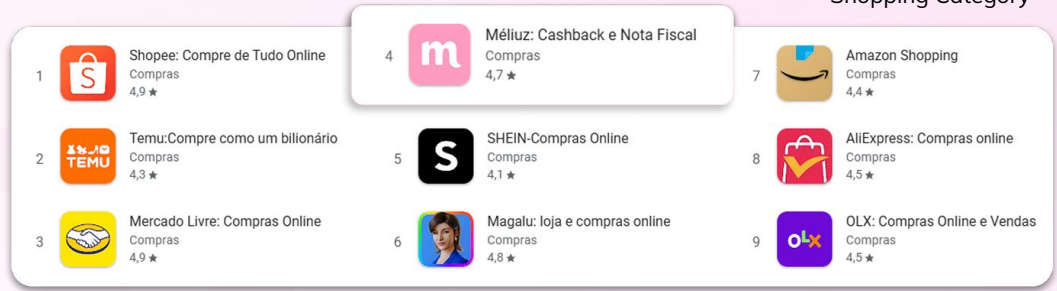 Shopping Category
1
Shopee: Compre de Tudo Online
Compras
4,9 ★
2
TEMU
Temu:Compre como um bilionário
Compras
4,3 ★
3
Mercado Livre: Compras Online
Compras
4,9 ★
4
m
Méliuz: Cashback e Nota Fiscal
Compras
4,7 ★
5
S
SHEIN-Compras Online
Compras
4,1 ★
6
Magalu: loja e compras online
Compras
4,8 ★
7
Amazon Shopping
Compras
4,4 ★
8
AliExpress: Compras online
Compras
4,5 ★
9
OLX
OLX: Compras Online e Vendas
Compras
4,5 ★